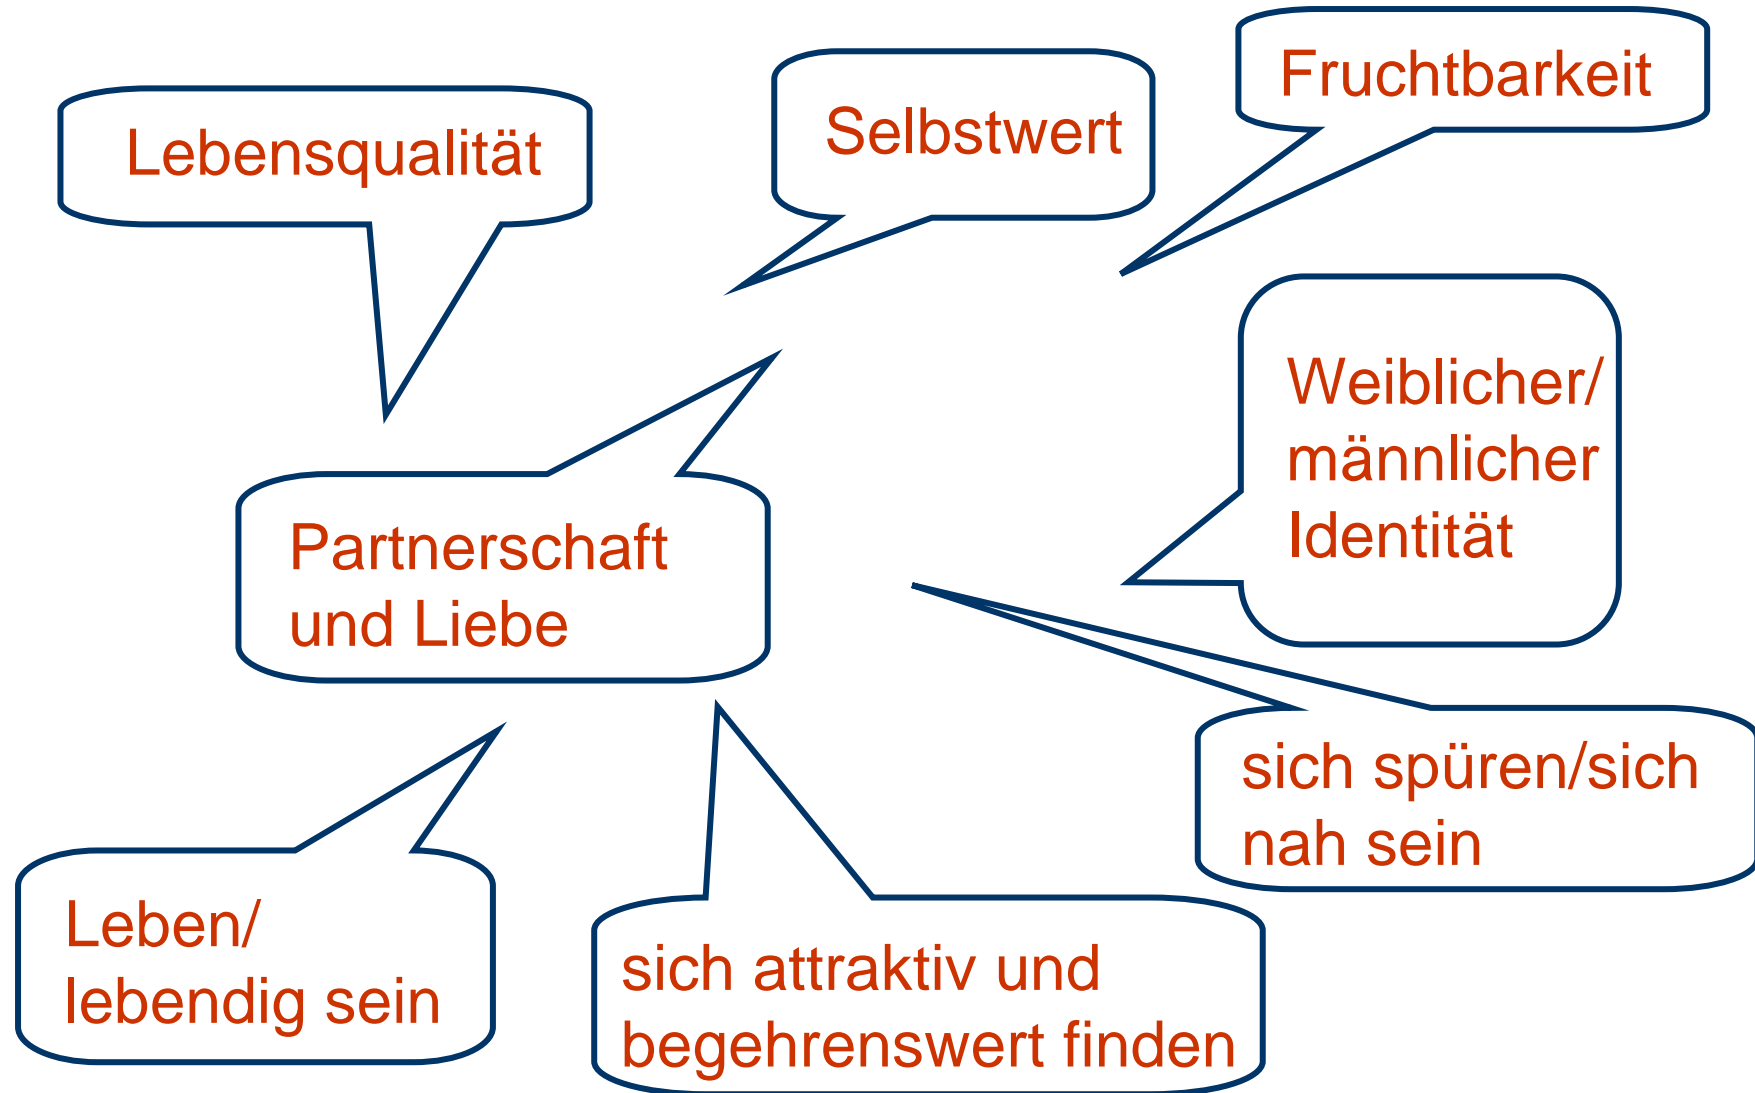 Fruchtbarkeit
Selbstwert
Lebensqualität
Weiblicher/
männlicher
Identität
Partnerschaft
und Liebe
sich spüren/sich
nah sein
Leben/
lebendig sein
sich attraktiv und
begehrenswert finden